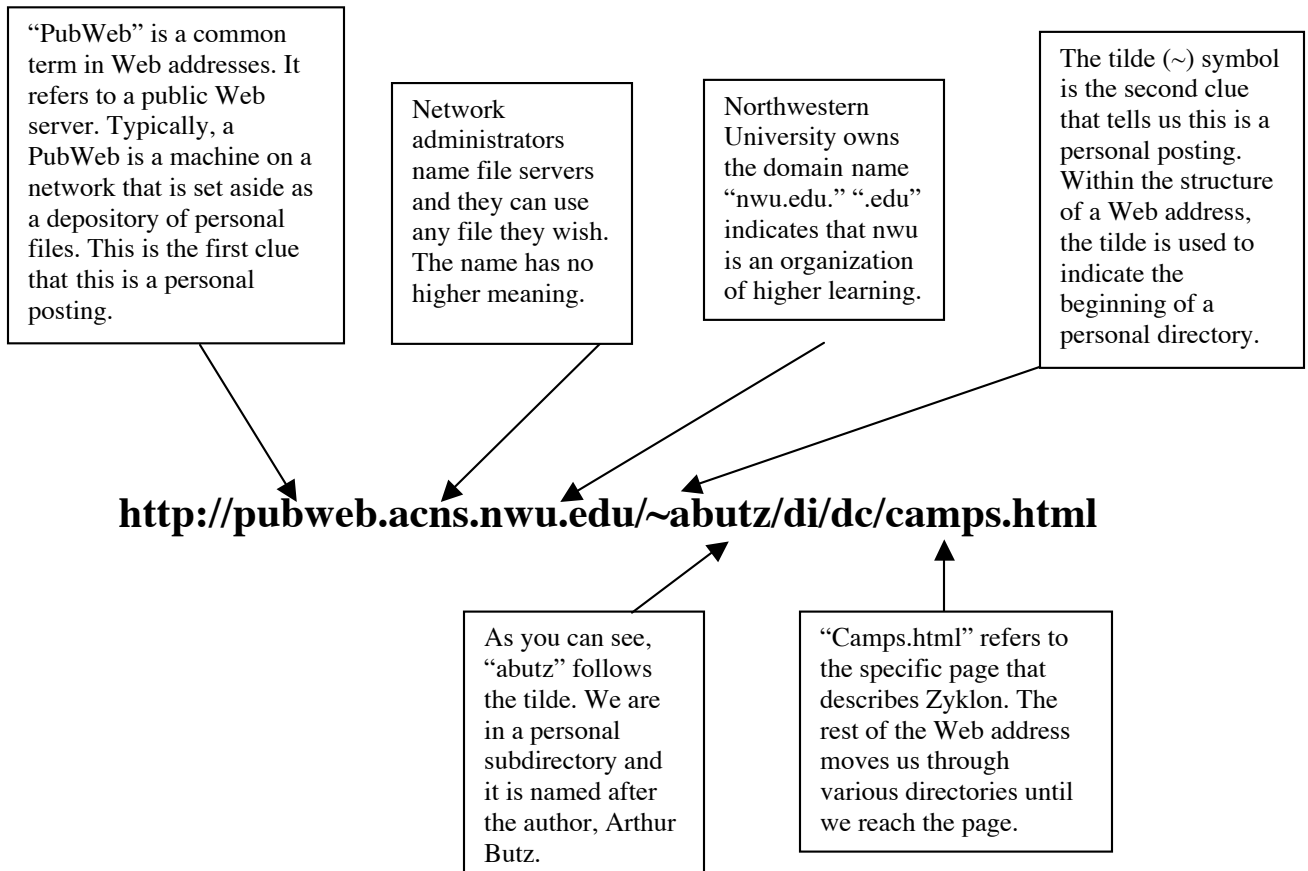 “PubWeb” is a common
term in Web addresses. It
refers to a public Web
server. Typically, a
PubWeb is a machine on a
network that is set aside as
a depository of personal
files. This is the first clue
that this is a personal
posting.
Network
administrators
name file servers
and they can use
any file they wish.
The name has no
higher meaning.
Northwestern
University owns
the domain name
“nwu.edu.” “.edu”
indicates that nwu
is an organization
of higher learning.
The tilde (~) symbol
is the second clue
that tells us this is a
personal posting.
Within the structure
of a Web address,
the tilde is used to
indicate the
beginning of a
personal directory.
http://pubweb.acns.nwu.edu/~abutz/di/dc/camps.html
As you can see,
“abutz” follows
the tilde. We are
in a personal
subdirectory and
it is named after
the author, Arthur
Butz.
“Camps.html” refers to
the specific page that
describes Zyklon. The
rest of the Web address
moves us through
various directories until
we reach the page.